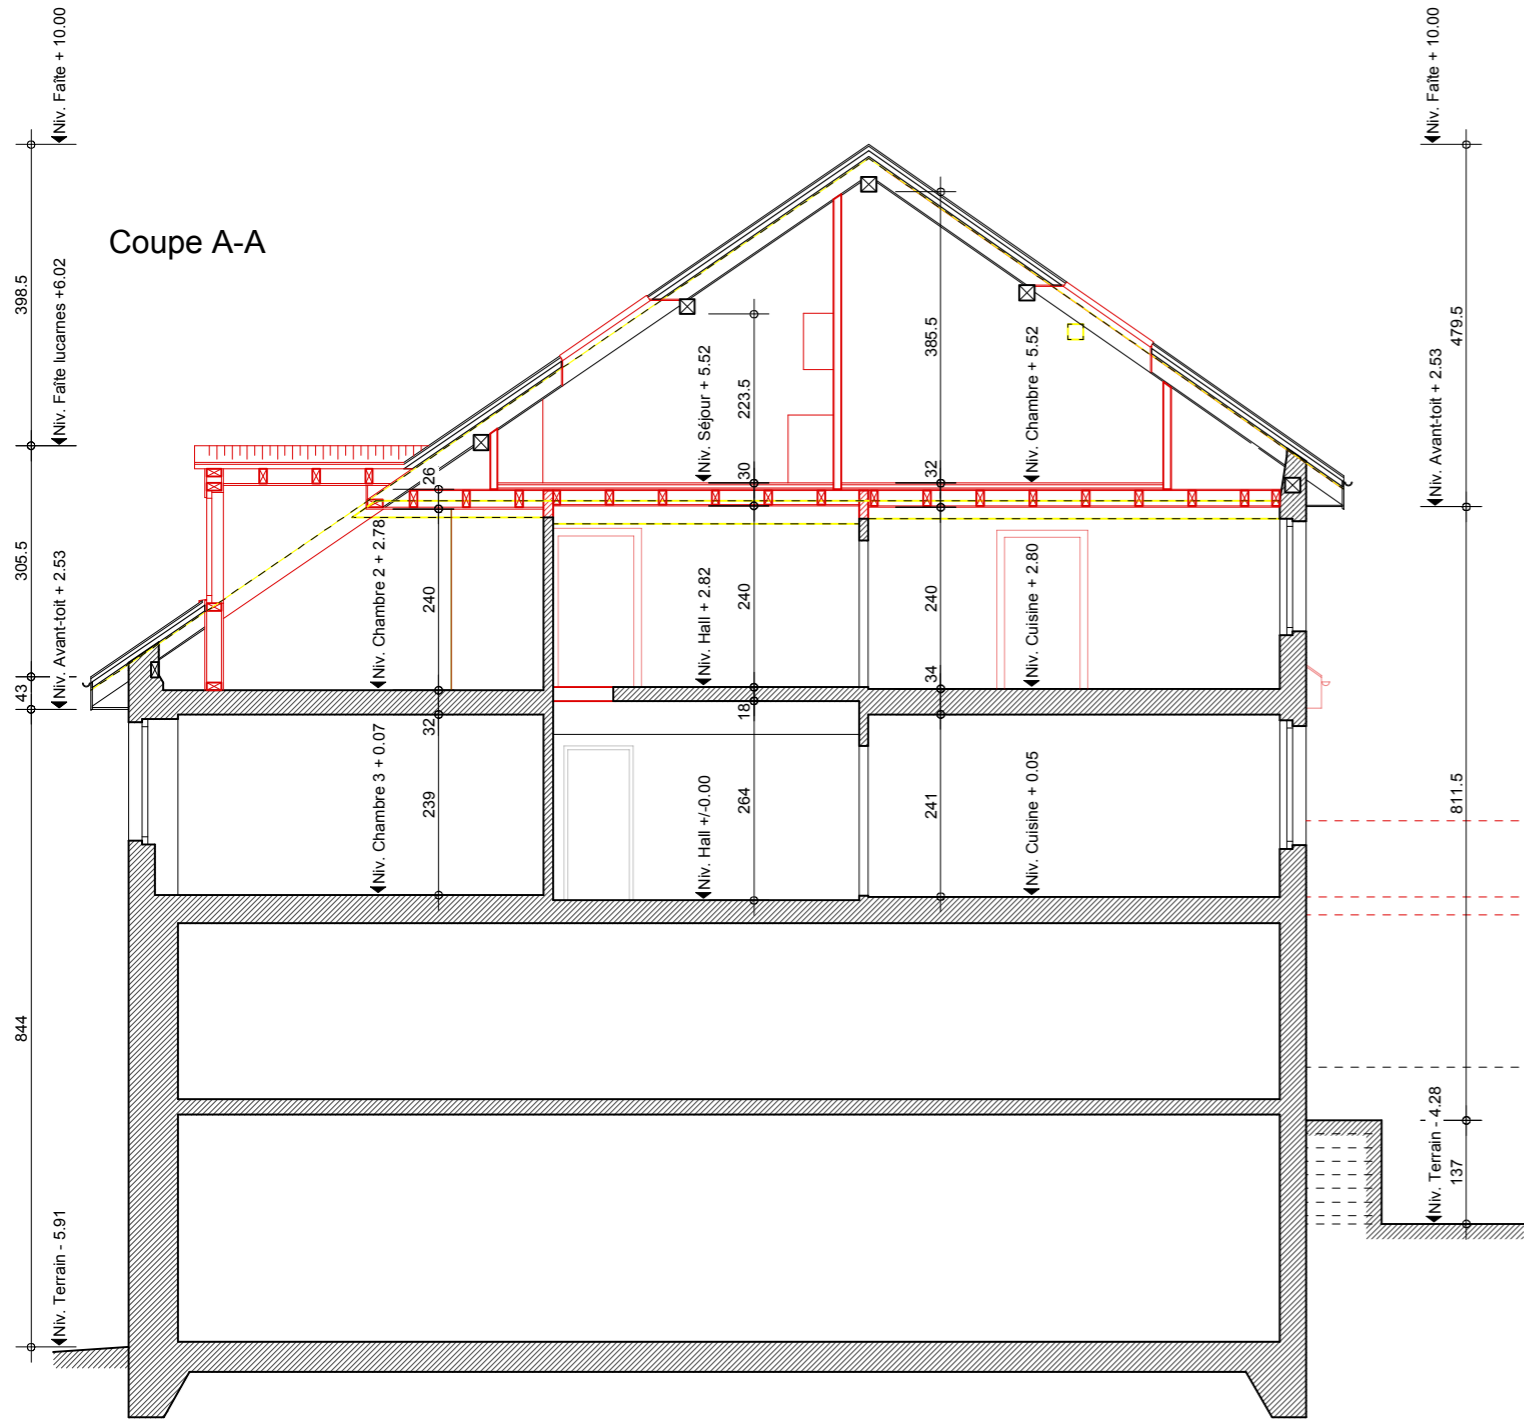 Coupe A-A
Niv. Faîte + 10.00
398.5
Niv. Faîte lucarnes +6.02
305.5
Niv. Avant-toit + 2.53
43
844
Niv. Terrain - 5.91
26
Niv. Chambre 2 + 2.78
240
32
Niv. Chambre 3 + 0.07
239
Niv. Séjour + 5.52
223.5
30
Niv. Hall + 2.82
240
18
Niv. Hall +/-0.00
264
385.5
Niv. Chambre + 5.52
32
240
Niv. Cuisine + 2.80
34
241
Niv. Cuisine + 0.05
Niv. Faîte + 10.00
479.5
Niv. Avant-toit + 2.53
811.5
Niv. Terrain - 4.28
137